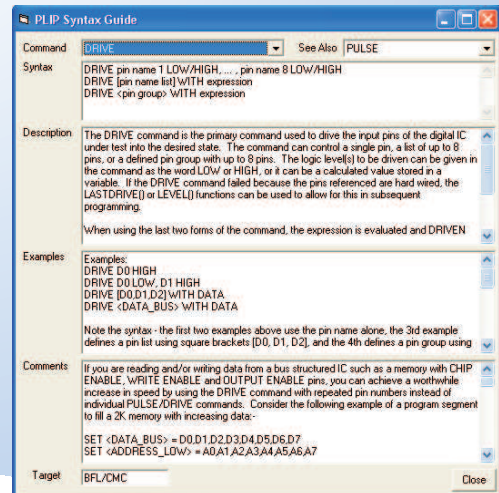 PLIP Syntax Guide
Command DRIVE See Also PULSE
Syntax
DRIVE pin name 1 LOW/HIGH, ... , pin name 8 LOW/HIGH
DRIVE [pin name list] WITH expression
DRIVE <pin group> WITH expression
Description
The DRIVE command is the primary command used to drive the input pins of the digital IC
under test into the desired state. The command can control a single pin, a list of up to 8
pins, or a defined pin group with up to 8 pins. The logic level(s) to be driven can be given in
the command as the word LOW or HIGH, or it can be a calculated value stored in a
variable. If the DRIVE command failed because the pins referenced are hard wired, the
LASTDRIVE() or LEVEL() functions can be used to allow for this in subsequent
programming.
When using the last two forms of the command, the expression is evaluated and DRIVEN
Examples
Examples:
DRIVE D0 HIGH
DRIVE D0 LOW, D1 HIGH
DRIVE [D0,D1,D2] WITH DATA
DRIVE <DATA_BUS> WITH DATA
Note the syntax - the first two examples above use the pin name alone, the 3rd example
defines a pin list using square brackets [D0, D1, D2], and the 4th defines a pin group using
Comments
If you are reading and/or writing data from a bus structured IC such as a memory with CHIP
ENABLE, WRITE ENABLE and OUTPUT ENABLE pins, you can achieve a worthwhile
increase in speed by using the DRIVE command with repeated pin numbers instead of
individual PULSE/DRIVE commands. Consider the following example of a program segment
to fill a 2K memory with increasing data:-
SET <DATA_BUS> = D0,D1,D2,D3,D4,D5,D6,D7
SET <ADDRESS_LOW> = A0,A1,A2,A3,A4,A5,A6,A7
Target BFL/CMC Close